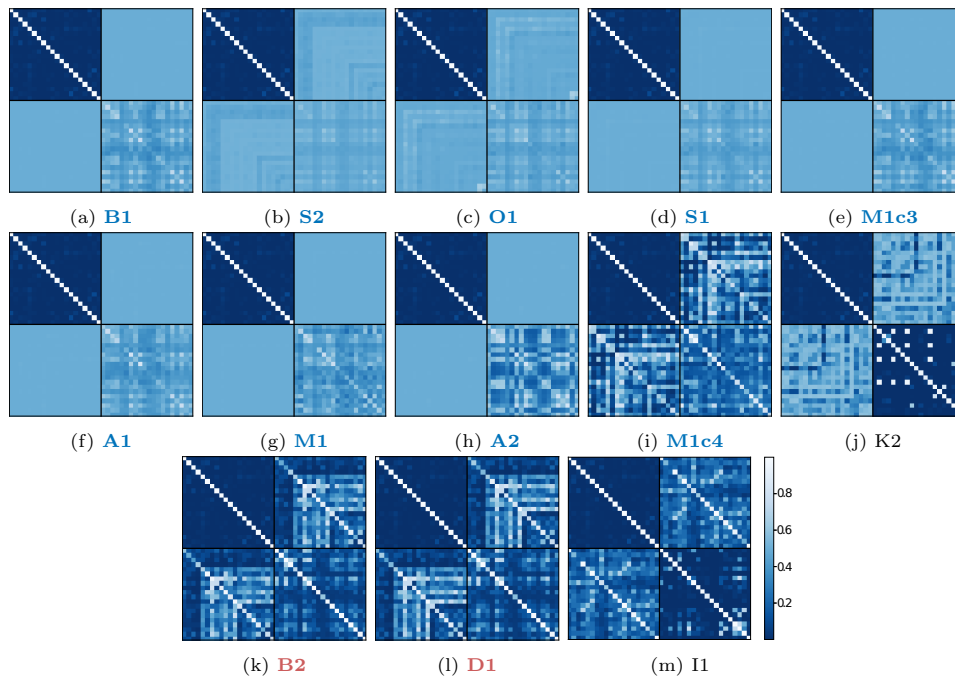 (a) B1
(b) S2
(c) O1
(d) S1
(e) M1c3
(f) A1
(g) M1
(h) A2
(i) M1c4
(j) K2
0.8
0.6
0.4
0.2
(k) B2
(l) D1
(m) I1